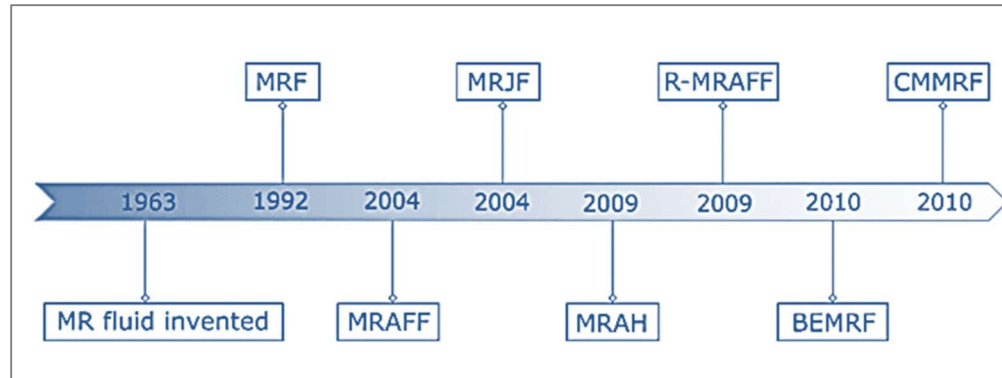 MRF MRJF R-MRAFF CMMRF
1963 1992 2004 2004 2009 2009 2010 2010
MR fluid invented MRAFF MRAH BEMRF